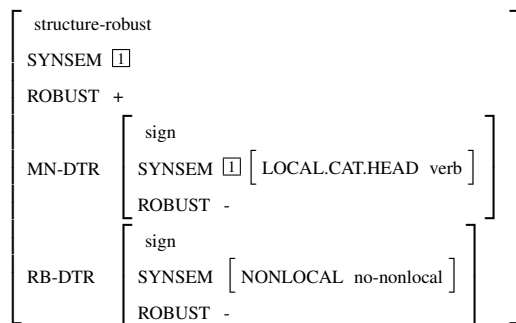 structure-robust
SYNSEM 1
ROBUST +
sign
MN-DTR SYNSEM 1 [ LOCAL.CAT.HEAD verb ]
ROBUST -
sign
RB-DTR SYNSEM [ NONLOCAL no-nonlocal ]
ROBUST -